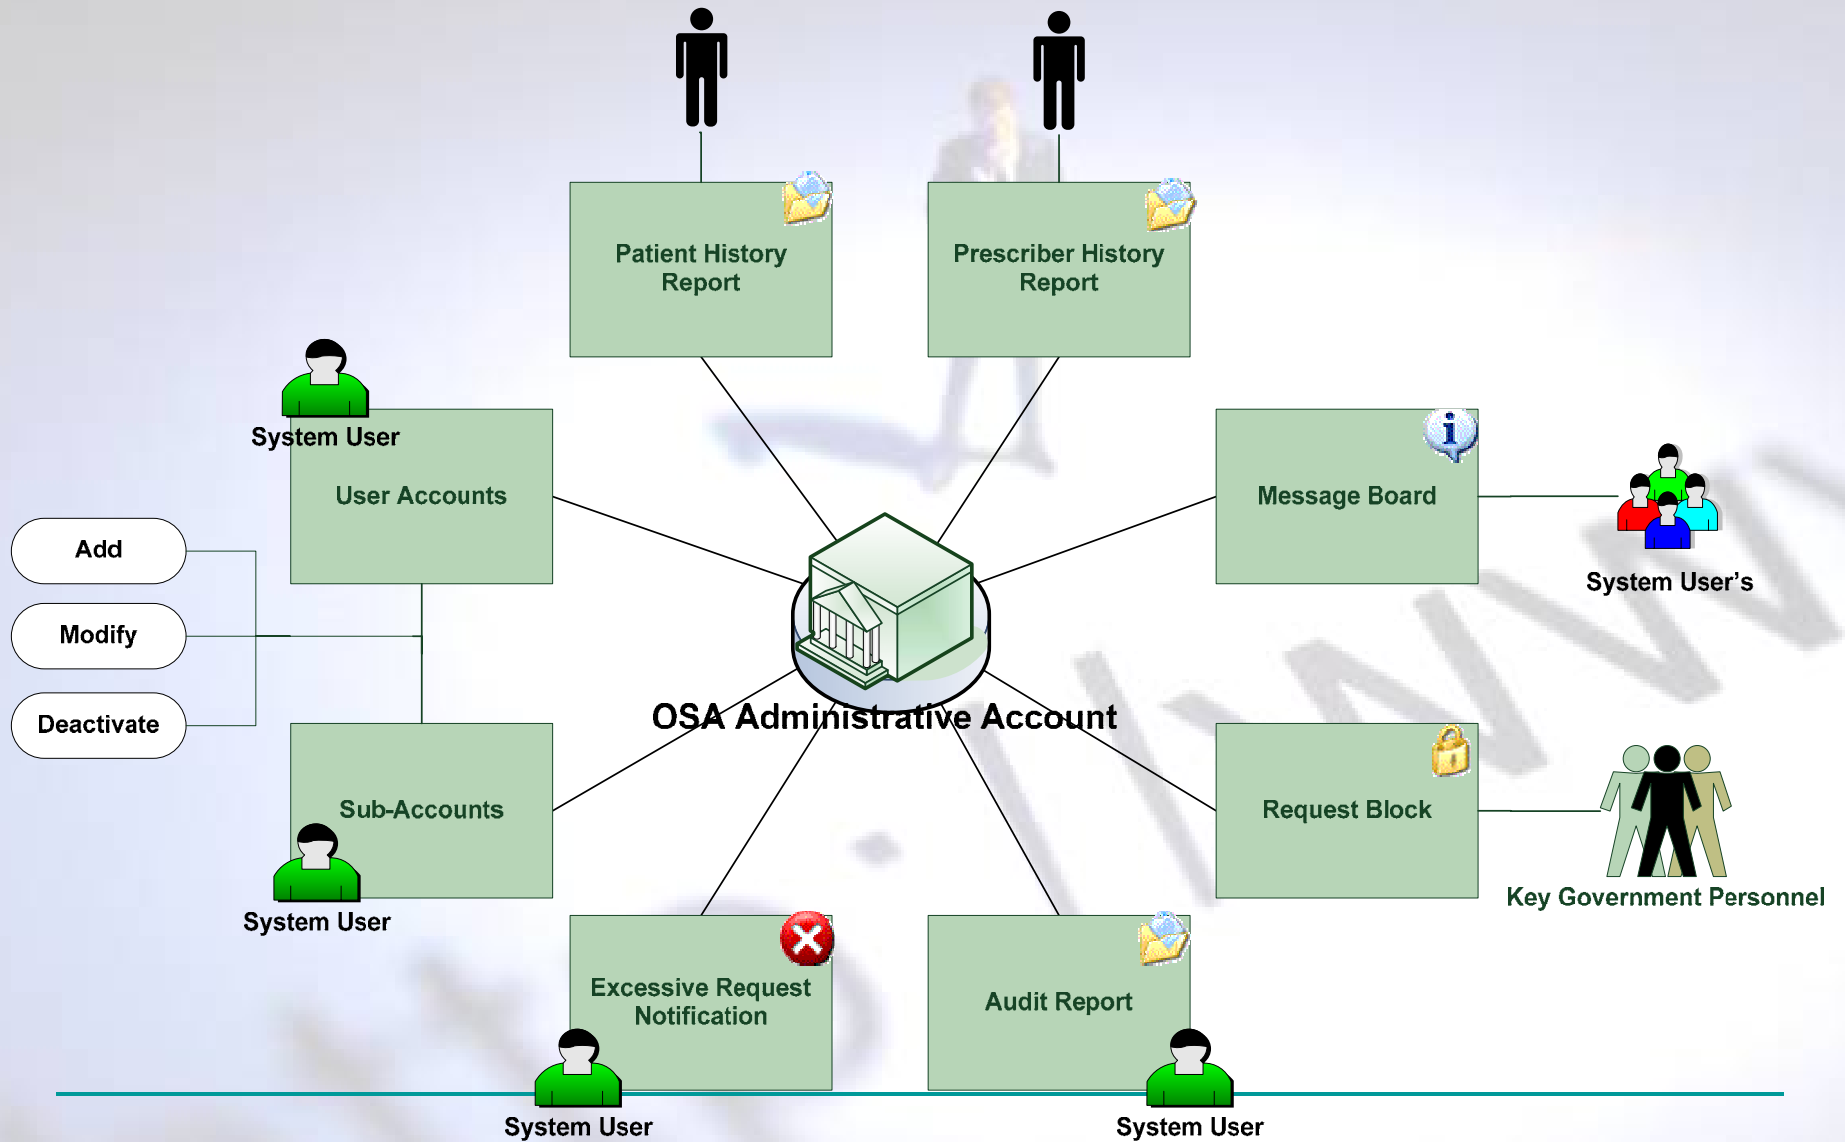 Patient History
Report
Prescriber History
Report
System User
User Accounts
Message Board
System User's
Add
Modify
Deactivate
OSA Administrative Account
Sub-Accounts
System User
Request Block
Key Government Personnel
Excessive Request
Notification
System User
Audit Report
System User